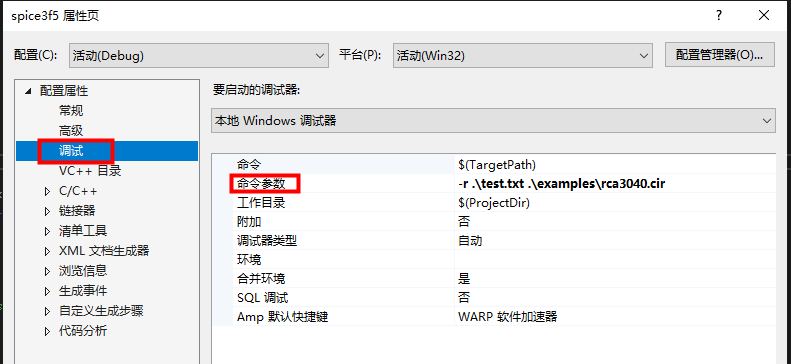 spice3f5 属性页
配置(C): 活动(Debug) 平台(P): 活动(Win32) 配置管理器(O)...
配置属性
常规
高级
调试
VC++ 目录
C/C++
链接器
清单工具
XML 文档生成器
浏览信息
生成事件
自定义生成步骤
代码分析
要启动的调试器:
本地 Windows 调试器
命令 $(TargetPath)
命令参数 -r .\test.txt .\examples\rca3040.cir
工作目录 $(ProjectDir)
附加 否
调试器类型 自动
环境
合并环境 是
SQL 调试 否
Amp 默认快捷键 WARP 软件加速器